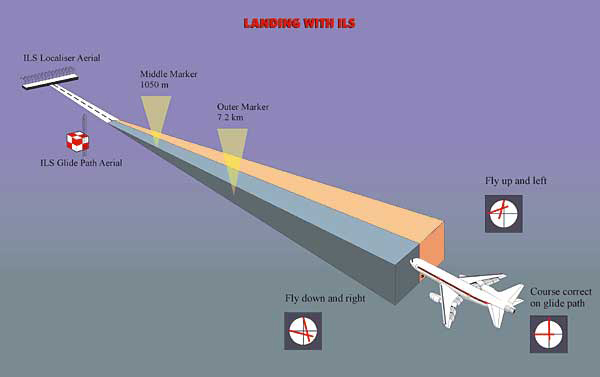 LANDING WITH ILS
ILS Localiser Aerial
Middle Marker
1050 m
Outer Marker
7.2 km
ILS Glide Path Aerial
Fly up and left
Fly down and right
Course correct
on glide path